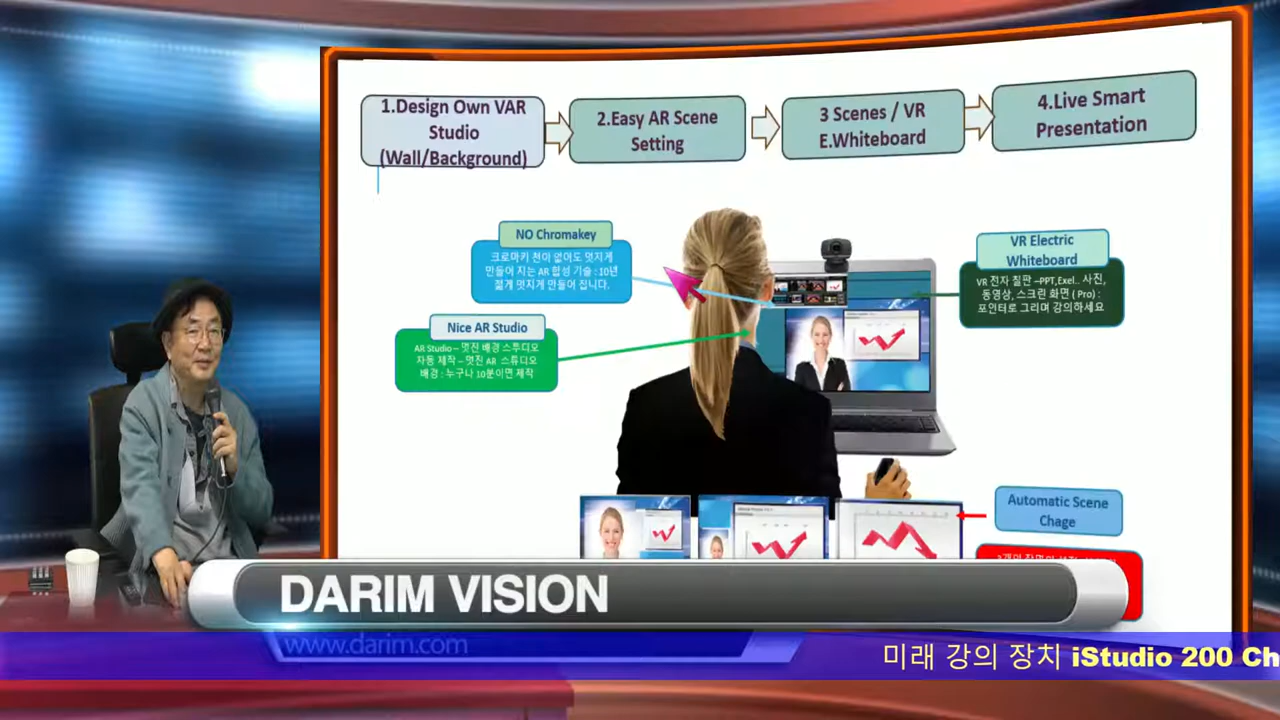 1.Design Own VAR
Studio
(Wall/Background)
2.Easy AR Scene
Setting
3 Scenes / VR
E.Whiteboard
4.Live Smart
Presentation
NO Chromakey
크로마키 천이 없어도 멋지게
만들어 지는 AR 합성 기술 : 10년
젊게 멋지게 만들어 집니다.
Nice AR Studio
AR Studio – 멋진 배경 스투디오
자동 제작 – 멋진 AR 스튜디오
배경 : 누구나 10분이면 제작
VR Electric
Whiteboard
VR 전자 칠판 –PPT,Exel.. 사진,
동영상, 스크린 화면 ( Pro) :
포인터로 그리며 강의하세요
Automatic Scene
Chage
DARIM VISION
www.darim.com
미래 강의 장치 iStudio 200 Ch